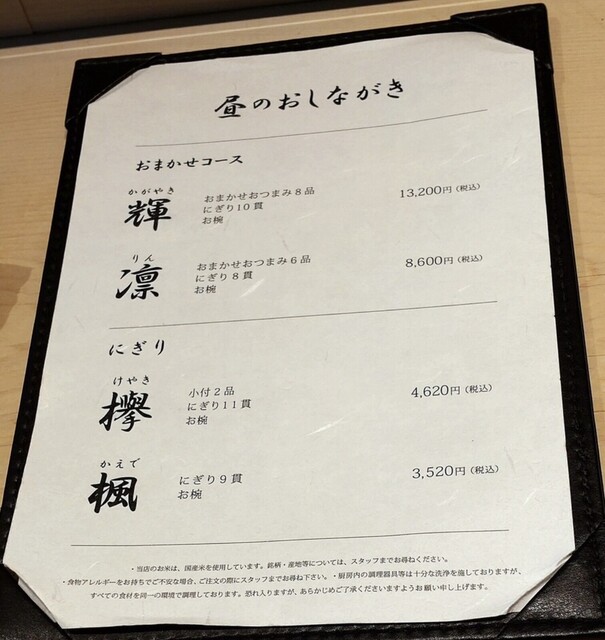 昼のおしながき
おまかせコース
かがやき
輝
おまかせおつまみ8品
にぎり10貫
お椀
13,200円（税込）
りん
凛
おまかせおつまみ6品
にぎり8貫
お椀
8,600円（税込）
にぎり
けやき
欅
小付2品
にぎり11貫
お椀
4,620円（税込）
かえで
楓
にぎり9貫
お椀
3,520円（税込）
・当店のお米は、国産米を使用しています。銘柄・産地等については、スタッフまでお尋ねください。
・食物アレルギーをお持ちでご不安な場合、ご注文の際にスタッフまでお尋ね下さい。・厨房内の調理器具等は十分な洗浄を施しておりますが、
すべての食材を同一の環境で調理しております。恐れ入りますが、あらかじめご了承くださいますようお願い申し上げます。